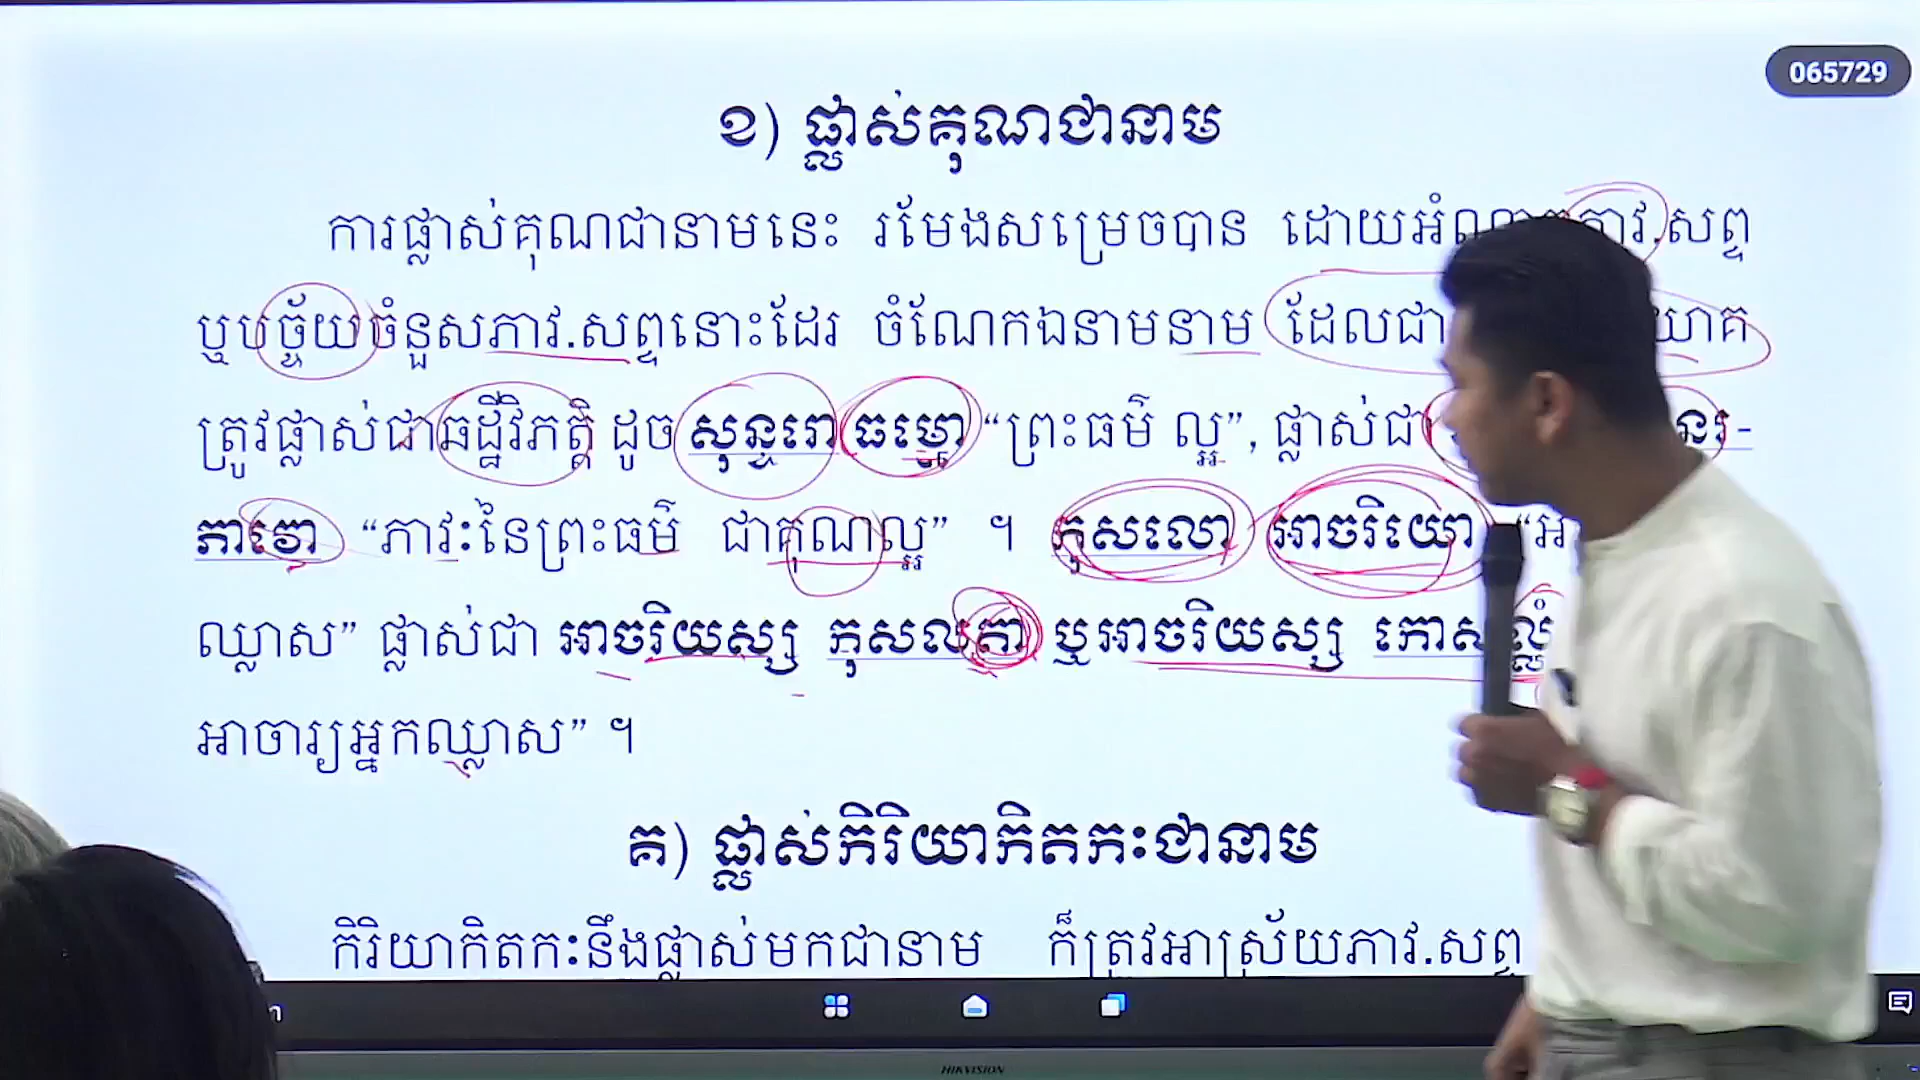 065729
ខ) ផ្លាស់គុណជានាម
ការផ្លាស់គុណជានាមនេះ រមែងសម្រេចបាន ដោយអំណាចភាវ.សព្ទ
ឬបច្ច័យចំនួសភាវ.សព្ទនោះដែរ ចំណែកឯនាមនាម ដែលជា
ត្រូវផ្លាស់ជាឆដ្ឋីវិភត្តិ ដូច សុន្ទរោ ធម្មោ “ព្រះធម៌ ល្អ”, ផ្លាស់ជា
ភាវោ “ភាវៈនៃព្រះធម៌ ជាគុណល្អ” ។ កុសលោ អាចរិយោ
ឈ្លាស” ផ្លាស់ជា អាចរិយស្ស កុសលតា ឬអាចរិយស្ស កោសល្លំ
អាចារ្យអ្នកឈ្លាស” ។
គ) ផ្លាស់កិរិយាកិតកៈជានាម
កិរិយាកិតកៈនឹងផ្លាស់មកជានាម ក៏ត្រូវអាស្រ័យភាវ.សព្ទ
HIKVISION